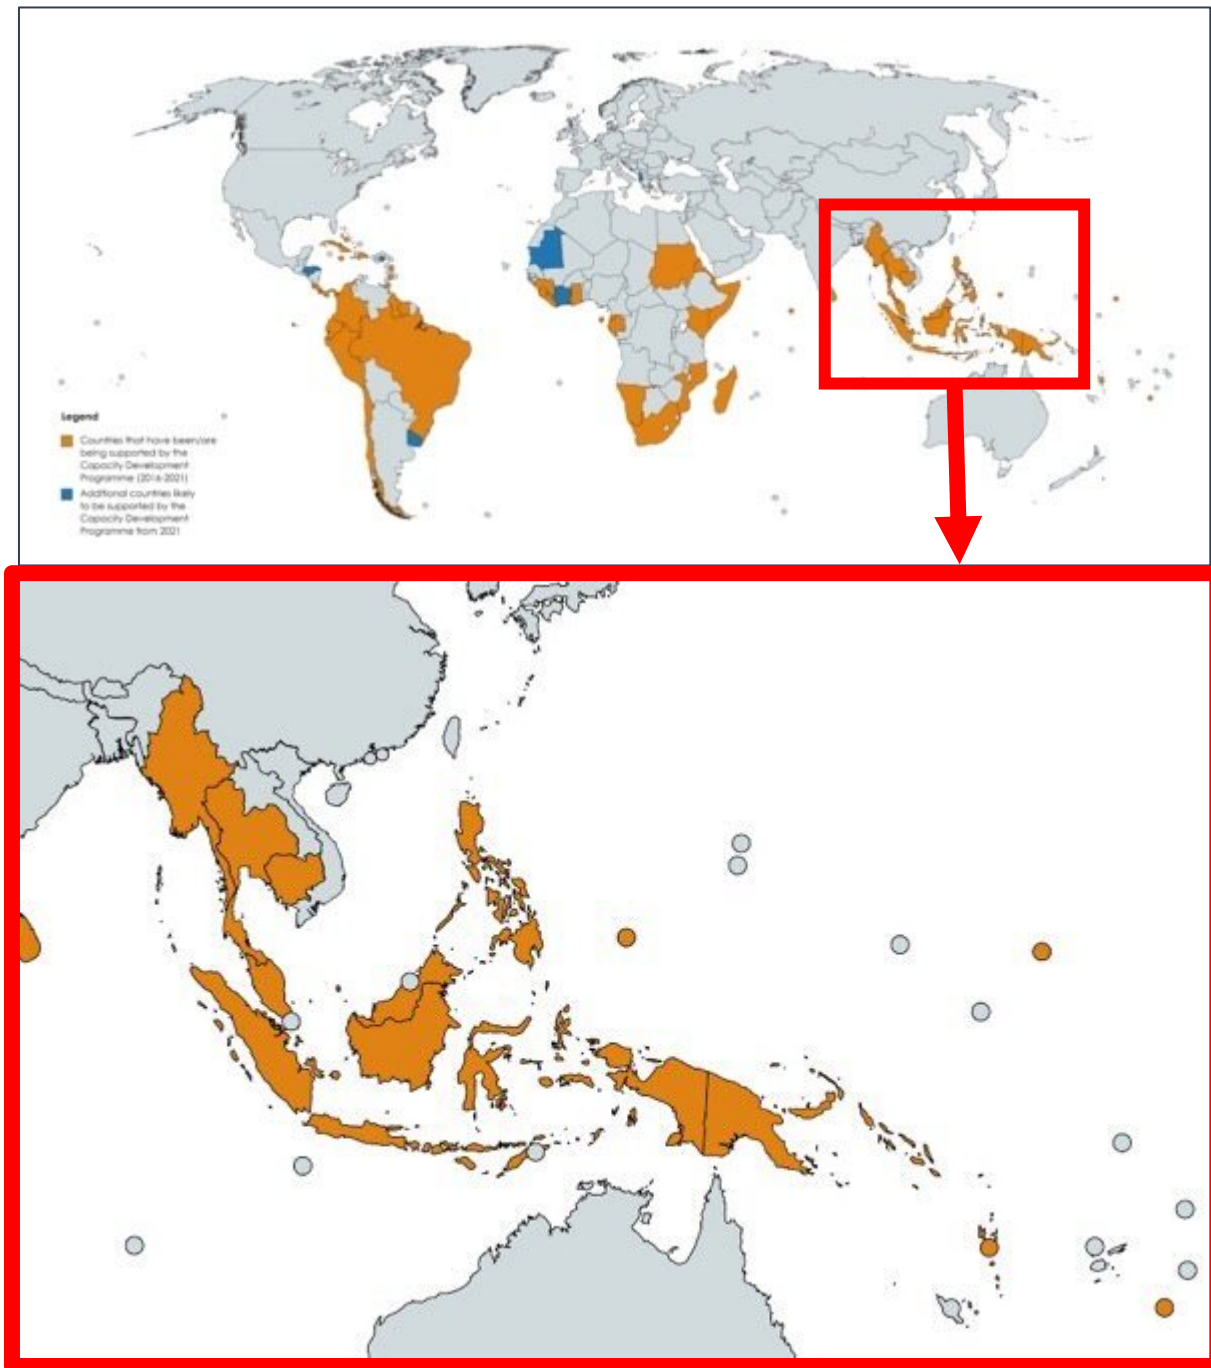 Legend
Countries that have been/are
being supported by the
Capacity Development
Programme (2016-2021)
Additional countries likely
to be supported by the
Capacity Development
Programme from 2021